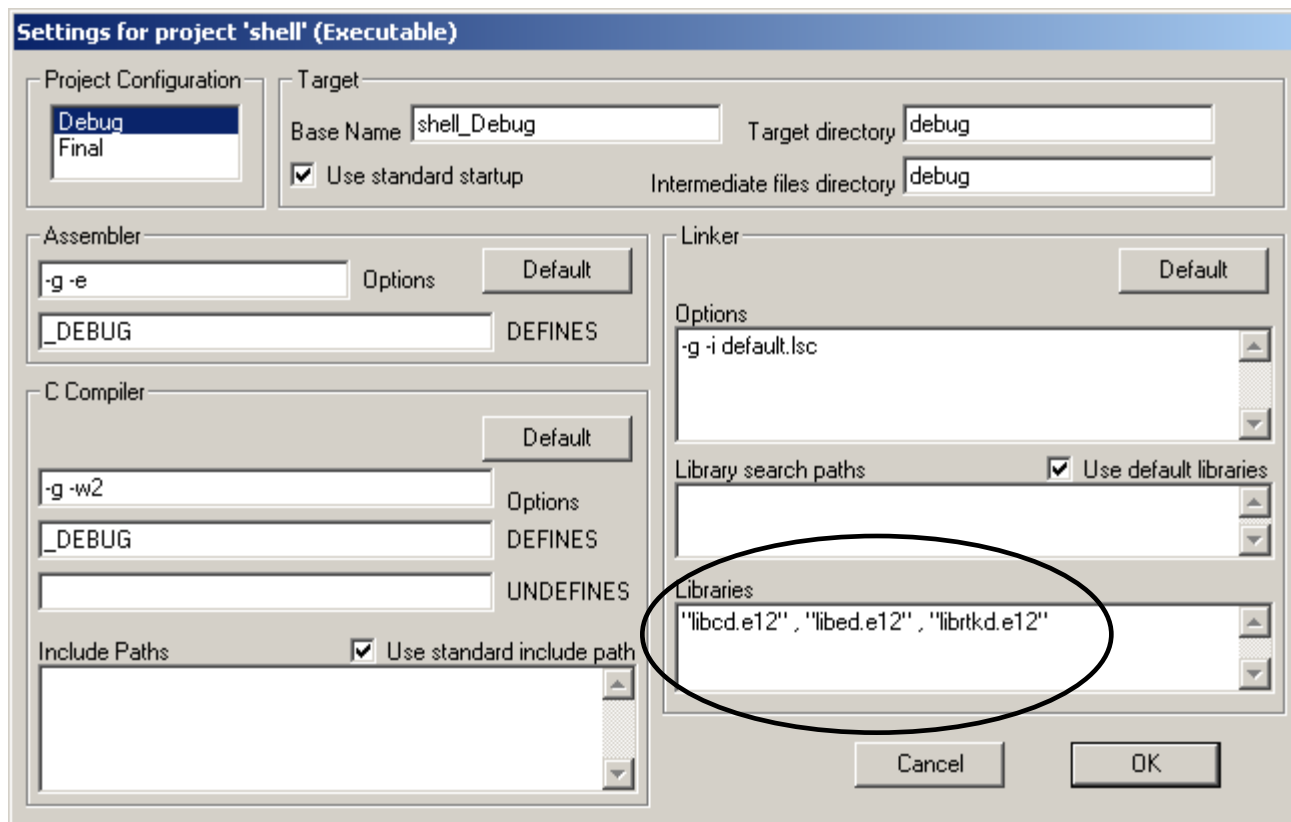 Settings for project 'shell' (Executable)
Project Configuration
Debug
Final
Target
Base Name shell_Debug
Target directory debug
Use standard startup
Intermediate files directory debug
Assembler
-g -e Options Default
_DEBUG DEFINES
C Compiler
Default
-g -w2 Options
_DEBUG DEFINES
UNDEFINES
Include Paths Use standard include path
Linker
Default
Options
-g -i default.lsc
Library search paths Use default libraries
Libraries
"libcd.e12" , "libed.e12" , "librtkd.e12"
Cancel OK